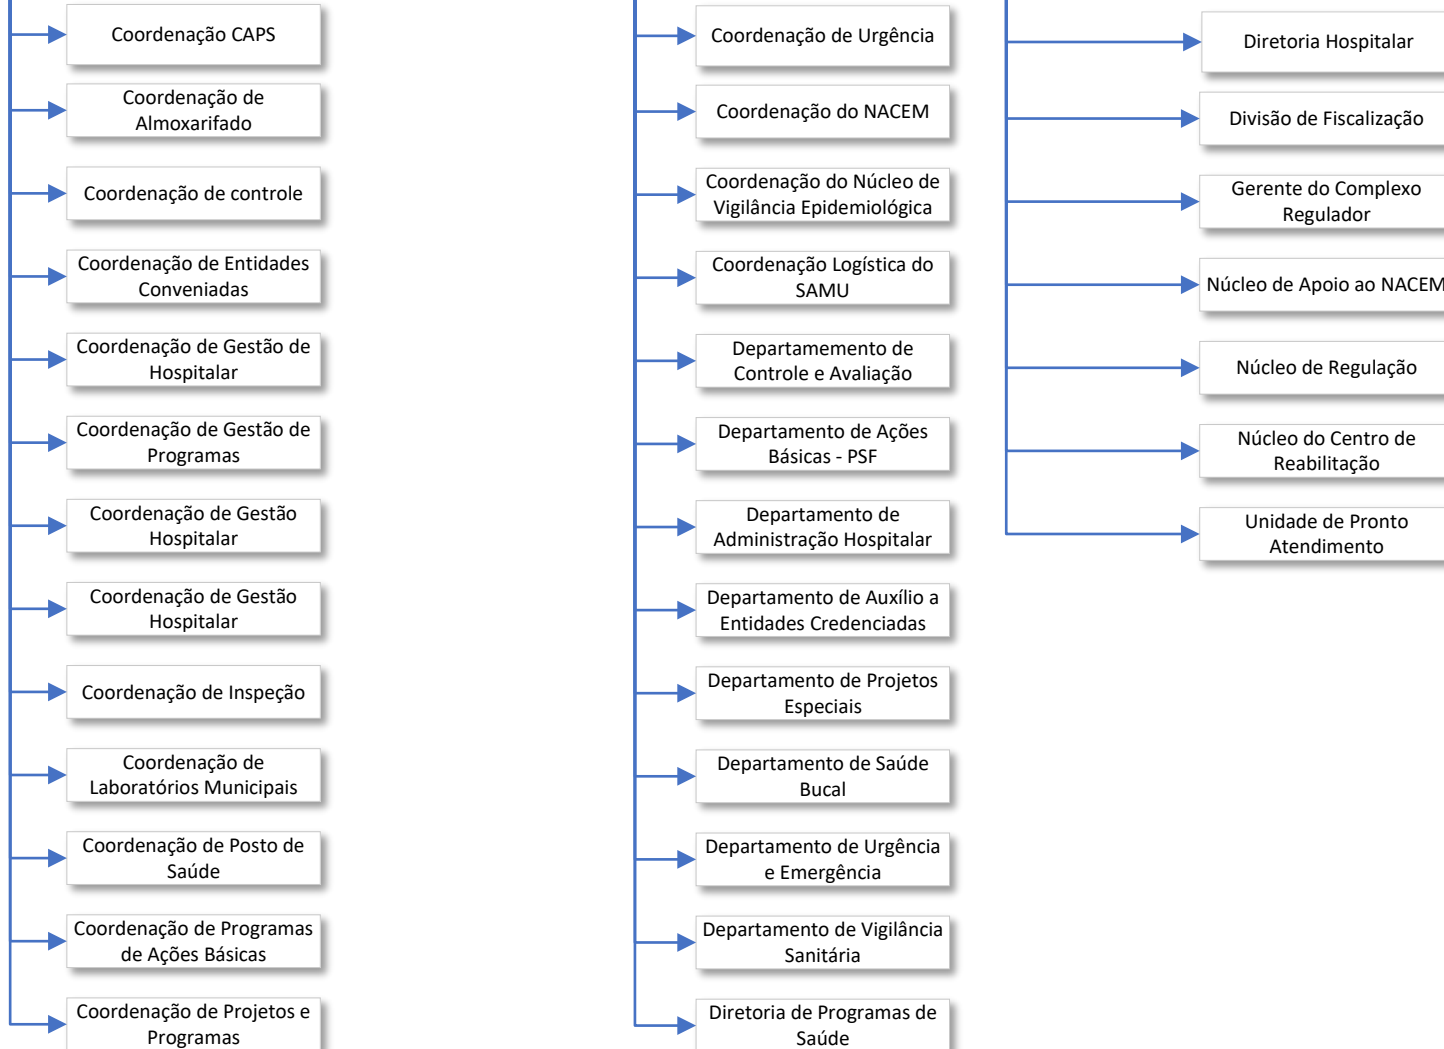 Coordenação CAPS
Coordenação de
Almoxarifado
Coordenação de controle
Coordenação de Entidades
Conveniadas
Coordenação de Gestão de
Hospitalar
Coordenação de Gestão de
Programas
Coordenação de Gestão
Hospitalar
Coordenação de Gestão
Hospitalar
Coordenação de Inspeção
Coordenação de
Laboratórios Municipais
Coordenação de Posto de
Saúde
Coordenação de Programas
de Ações Básicas
Coordenação de Projetos e
Programas
Coordenação de Urgência
Coordenação do NACEM
Coordenação do Núcleo de
Vigilância Epidemiológica
Coordenação Logística do
SAMU
Departamemento de
Controle e Avaliação
Departamento de Ações
Básicas - PSF
Departamento de
Administração Hospitalar
Departamento de Auxílio a
Entidades Credenciadas
Departamento de Projetos
Especiais
Departamento de Saúde
Bucal
Departamento de Urgência
e Emergência
Departamento de Vigilância
Sanitária
Diretoria de Programas de
Saúde
Diretoria Hospitalar
Divisão de Fiscalização
Gerente do Complexo
Regulador
Núcleo de Apoio ao NACEM
Núcleo de Regulação
Núcleo do Centro de
Reabilitação
Unidade de Pronto
Atendimento